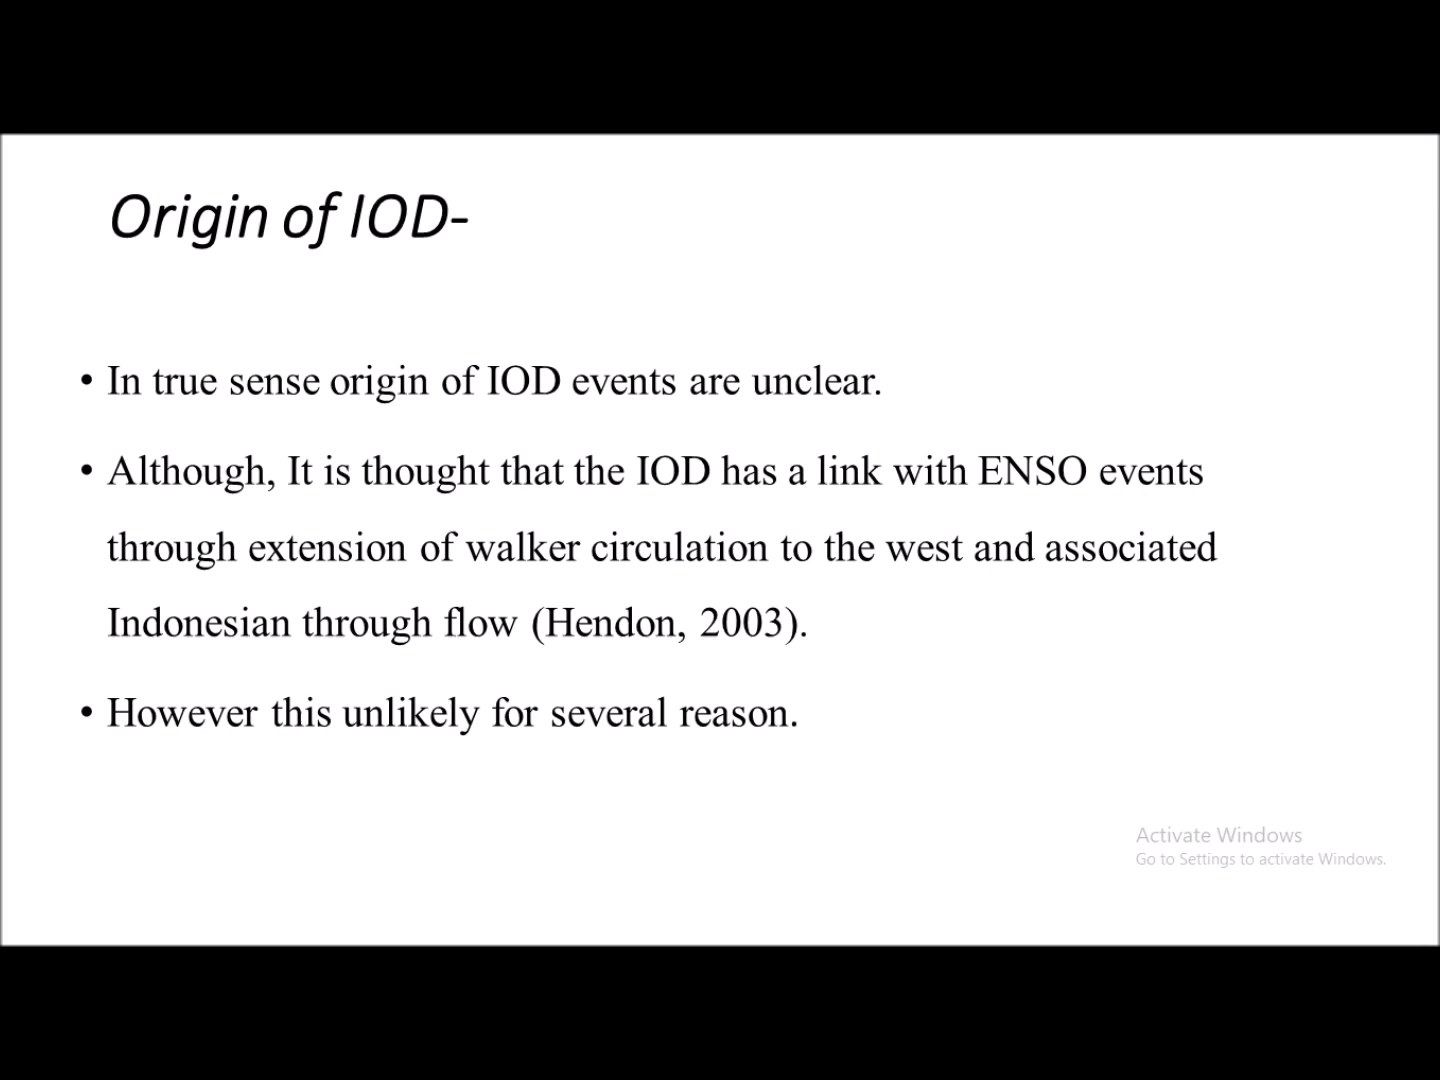 Origin of IOD-
• In true sense origin of IOD events are unclear.
• Although, It is thought that the IOD has a link with ENSO events
through extension of walker circulation to the west and associated
Indonesian through flow (Hendon, 2003).
• However this unlikely for several reason.
Activate Windows
Go to Settings to activate Windows.